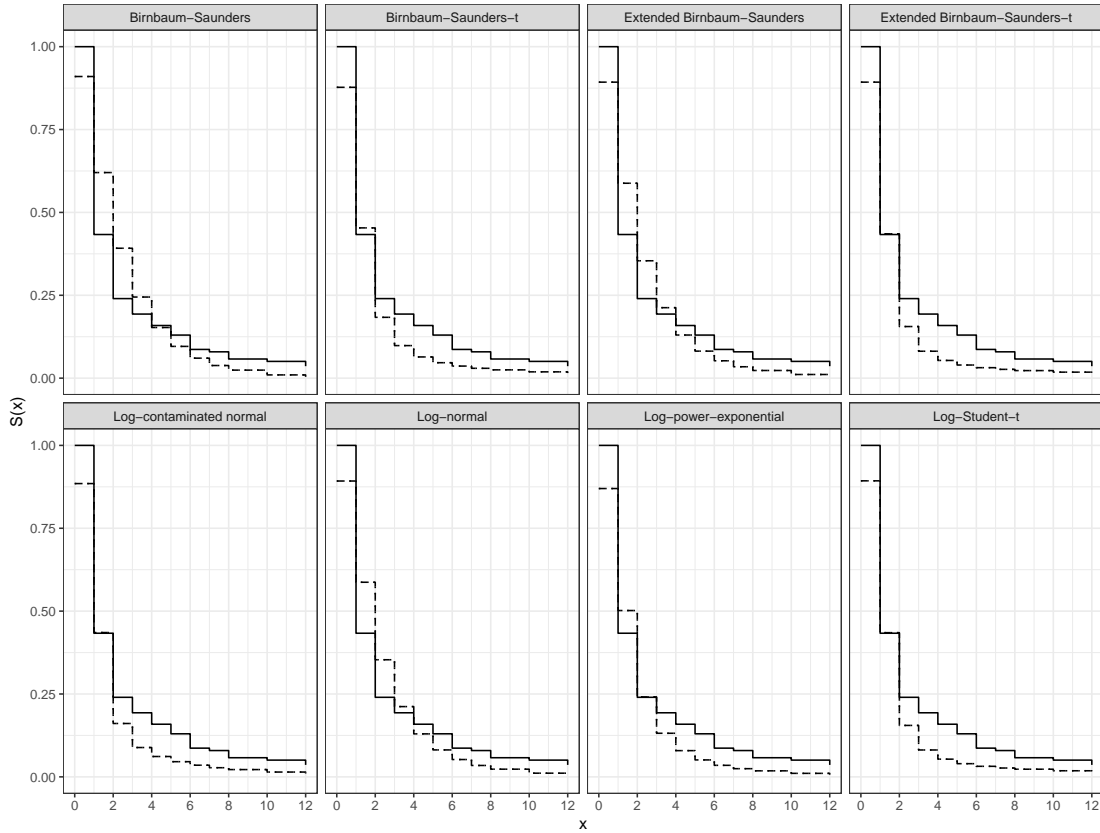 Birnbaum−Saunders Birnbaum−Saunders−t Extended Birnbaum−Saunders Extended Birnbaum−Saunders−t
1.00
0.75
0.50
0.25
0.00
S(x)
Log−contaminated normal Log−normal Log−power−exponential Log−Student−t
1.00
0.75
0.50
0.25
0.00
0 2 4 6 8 10 12 0 2 4 6 8 10 12 0 2 4 6 8 10 12 0 2 4 6 8 10 12
x